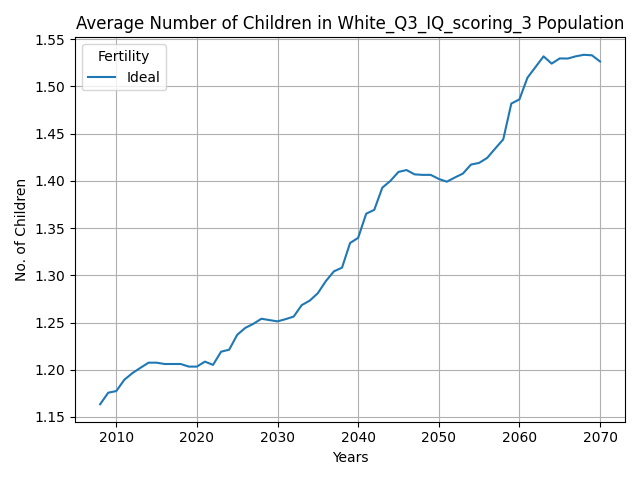 Average Number of Children in White_Q3_IQ_scoring_3 Population
Fertility
Ideal
No. of Children
1.55
1.50
1.45
1.40
1.35
1.30
1.25
1.20
1.15
2010 2020 2030 2040 2050 2060 2070
Years